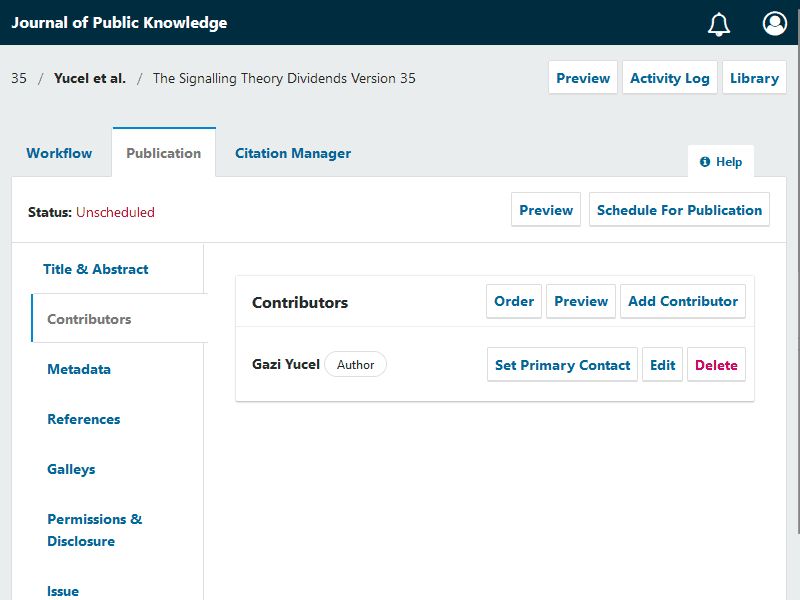 Journal of Public Knowledge
35 / Yucel et al. / The Signalling Theory Dividends Version 35
Preview Activity Log Library
Workflow Publication Citation Manager
Help
Status: Unscheduled
Preview Schedule For Publication
Title & Abstract
Contributors
Metadata
References
Galleys
Permissions &
Disclosure
Issue
Contributors Order Preview Add Contributor
Gazi Yucel Author Set Primary Contact Edit Delete